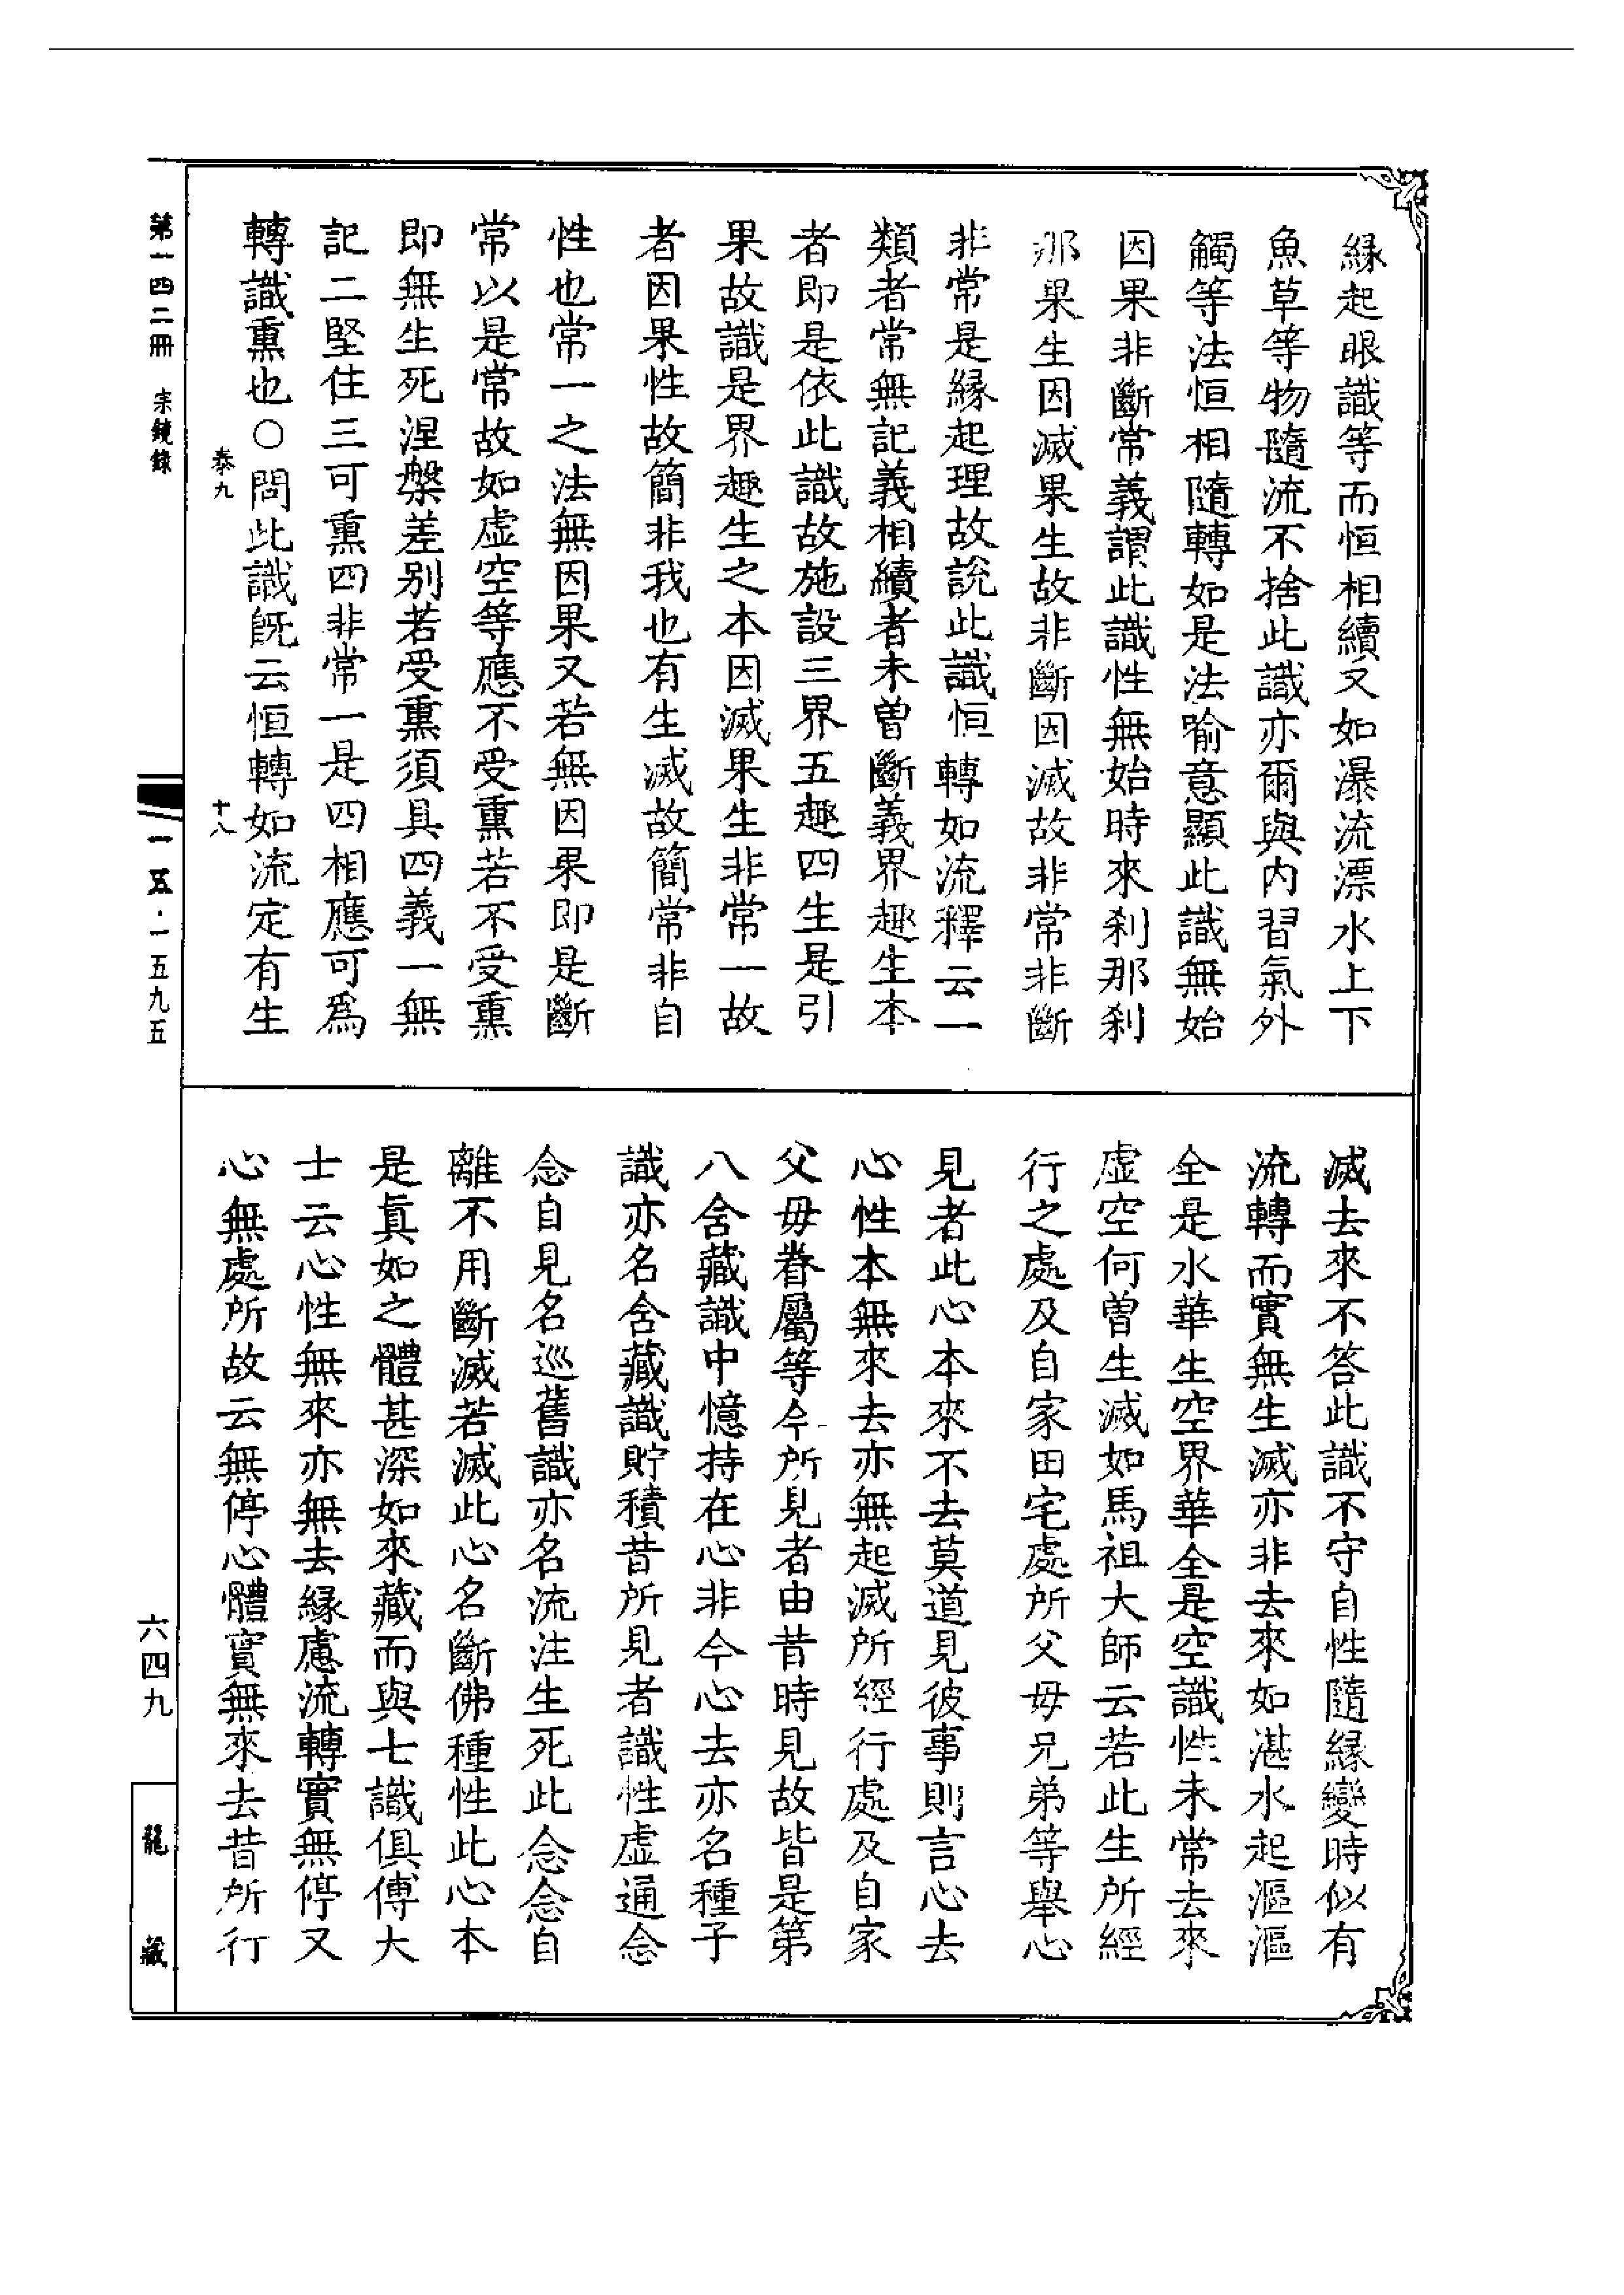 緣起眼識等而恒相續又如瀑流漂水上下
魚草等物隨流不捨此識亦爾與內習氣外
觸等法恒相隨轉如是法喻意顯此識無始
因果非斷常義謂此識性無始時來刹那刹
那果生因滅果生故非斷因滅故非常非斷
非常是緣起理故說此識恒轉如流釋云一
類者常無記義相續者未曾斷義界趣生本
者即是依此識故施設三界五趣四生是引
果故識是界趣生之本因滅果生非常一故
者因果性故簡非我也有生滅故簡常非自
性也常一之法無因果又若無因果即是斷
常以是常故如虛空等應不受熏若不受熏
即無生死涅槃差別若受熏須具四義一無
記二堅住三可熏四非常一是四相應可爲
轉識熏也○問此識既云恒轉如流定有生
泰九 十八
滅去來不答此識不守自性隨緣變時似有
流轉而實無生滅亦非去來如湛水起漚漚
全是水華生空界華全是空識性未常去來
虛空何曾生滅如馬祖大師云若此生所經
行之處及自家田宅處所父母兄弟等舉心
見者此心本來不去莫道見彼事則言心去
心性本無來去亦無起滅所經行處及自家
父母眷屬等今所見者由昔時見故皆是第
八含藏識中憶持在心非今心去亦名種子
識亦名含藏識貯積昔所見者識性虛通念
念自見名巡舊識亦名流注生死此念念自
離不用斷滅若滅此心名斷佛種性此心本
是眞如之體甚深如來藏而與七識俱傅大
士云心性無來亦無去緣慮流轉實無停又
心無處所故云無停心體實無來去昔所行
第一四二冊 宗鏡錄
一五·一五九五
六四九
龍藏